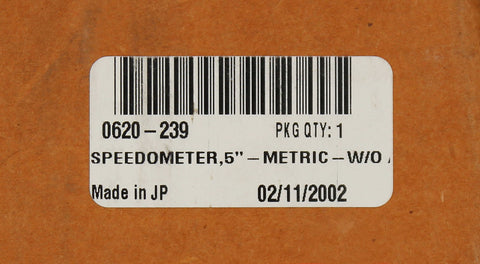 0620-239 PKG QTY: 1
SPEEDOMETER,5"-METRIC-W/O
Made in JP 02/11/2002